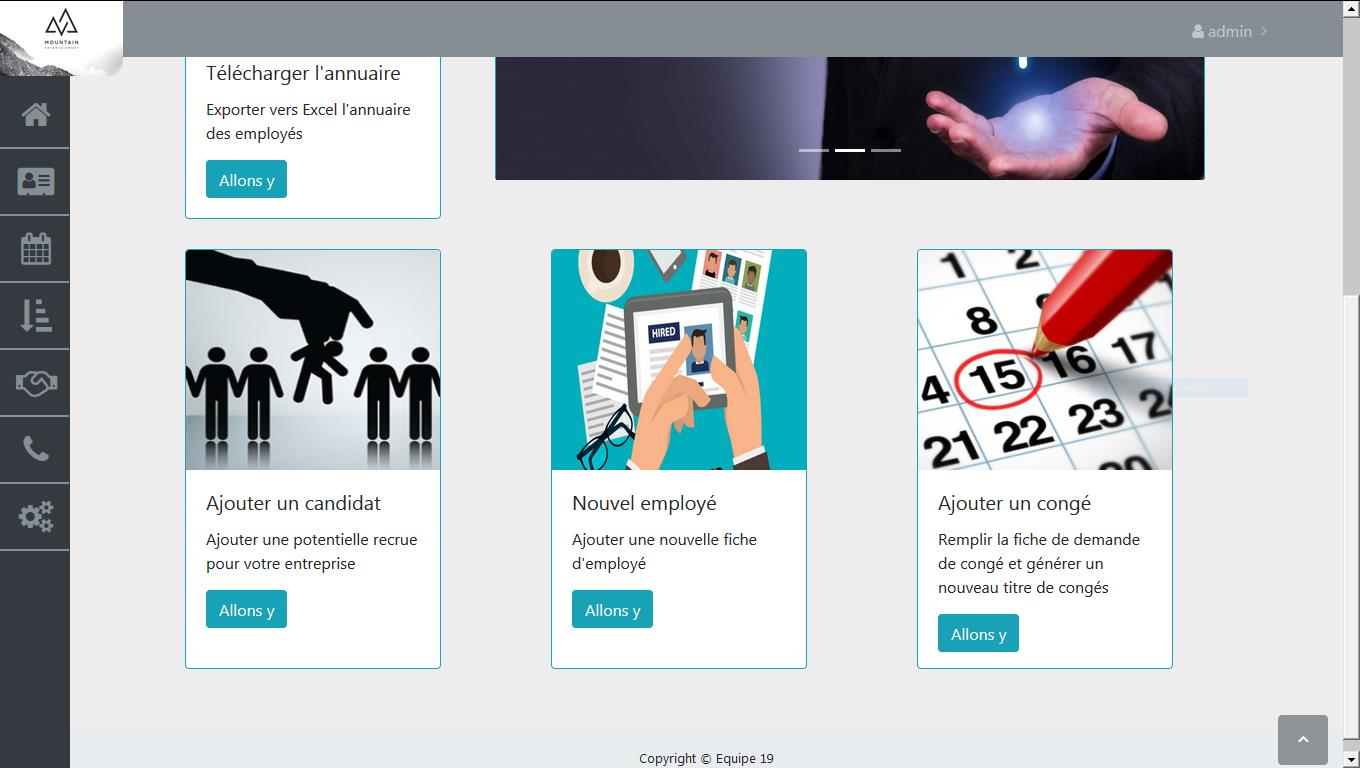 MOUNTAIN
ENTERTAINMENT
admin
Télécharger l'annuaire
Exporter vers Excel l'annuaire
des employés
Allons y
HIRED
1 2
8
4 15 16 17
21 22 23 24
Ajouter un candidat
Ajouter une potentielle recrue
pour votre entreprise
Allons y
Nouvel employé
Ajouter une nouvelle fiche
d'employé
Allons y
Ajouter un congé
Remplir la fiche de demande
de congé et générer un
nouveau titre de congés
Allons y
Copyright © Equipe 19